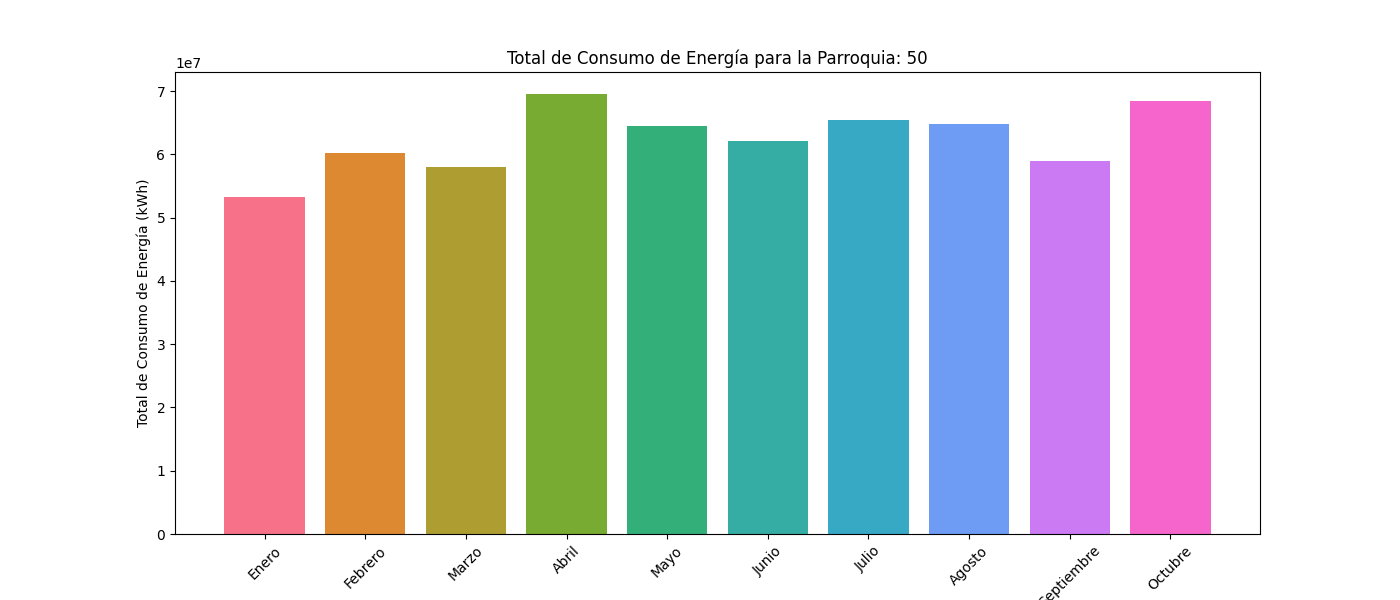 Total de Consumo de Energía para la Parroquia: 50
1e7
7
6
5
4
3
2
1
0
Total de Consumo de Energía (kWh)
Enero
Febrero
Marzo
Abril
Mayo
Junio
Julio
Agosto
Septiembre
Octubre